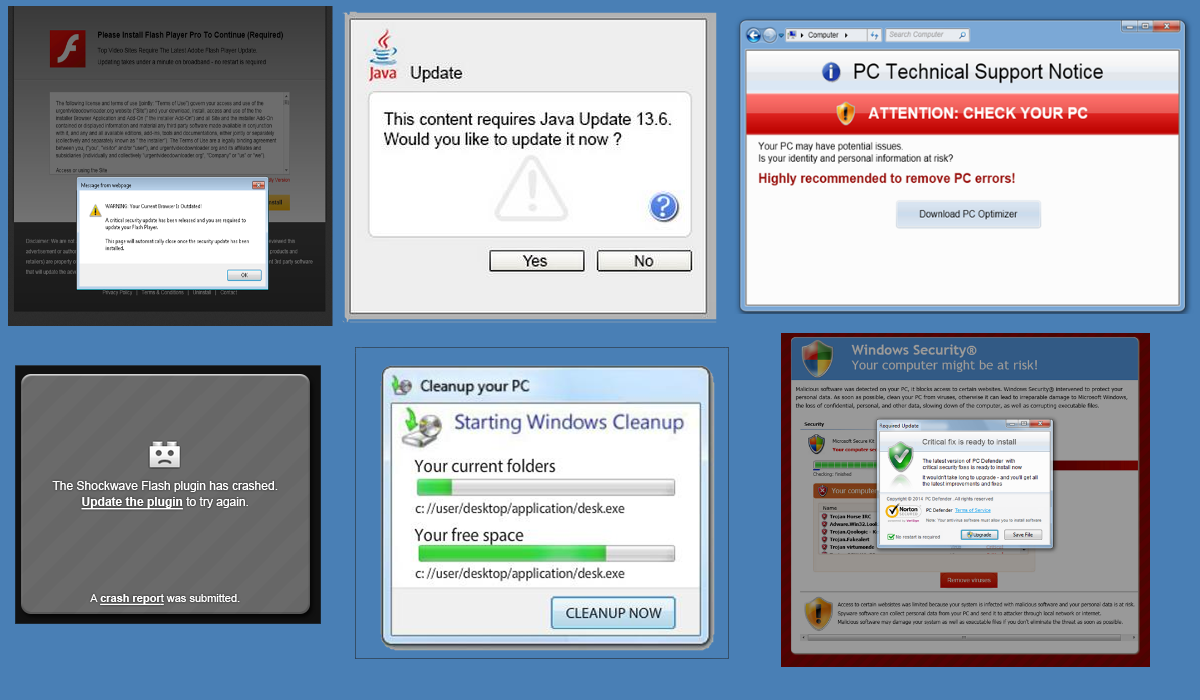 Please Install Flash Player Pro To Continue (Required)
Top Video Sites Require The Latest Adobe Flash Player Update.
Updating takes under a minute on broadband - no restart is required
The following license and terms of use (jointly, "Terms of Use") govern your access and use of the
urgentvideodownloader.org website ("Site") and your download, install, access and use of the
Access or using the Site
Message from webpage
WARNING: Your Current Browser Is Outdated!
A critical security update has been released and you are required to
update your Flash Player.
This page will automatically close once the security update has been
installed.
OK
Privacy Policy | Terms & Conditions | Uninstall | Contact
Java Update
This content requires Java Update 13.6.
Would you like to update it now ?
Yes
No
Computer
Search Computer
PC Technical Support Notice
ATTENTION: CHECK YOUR PC
Your PC may have potential issues.
Is your identity and personal information at risk?
Highly recommended to remove PC errors!
Download PC Optimizer
The Shockwave Flash plugin has crashed.
Update the plugin to try again.
A crash report was submitted.
Cleanup your PC
Starting Windows Cleanup
Your current folders
c://user/desktop/application/desk.exe
Your free space
c://user/desktop/application/desk.exe
CLEANUP NOW
Windows Security®
Your computer might be at risk!
Malicious software was detected on your PC, it blocks access to certain websites. Windows Security® intervened to protect your
personal data. As soon as possible, clean your PC from viruses, otherwise it can lead to irreparable damage to Microsoft Windows,
the loss of confidential, personal, and other data, slowing down of the computer, as well as corrupting executable files.
Security
Microsoft Secure Kit
Your computer
Checking: finished
Your computer
Name
Trojan Horse IRC
Adware.Win32.Look
Trojan.Qoologic - K
Trojan.Fakealert
Trojan virtumonde
Required Update
Critical fix is ready to install
The latest version of PC Defender with
critical security fixes is ready to install now
It wouldn't take long to upgrade - and you'll get all
the latest improvements and fixes
Copyright © 2014 PC Defender. All rights reserved
Norton
PC Defender Terms of Service
Note: Your antivirus software must allow you to install software
No restart is required
Upgrade
Save File
Remove viruses
Access to certain websites was limited because your system is infected with malicious software and your personal data is at risk.
Spyware software can collect personal data from your PC and send it to attacker through local network or internet.
Malicious software may damage your system as well as executable files if you don't eliminate the threat as soon as possible.